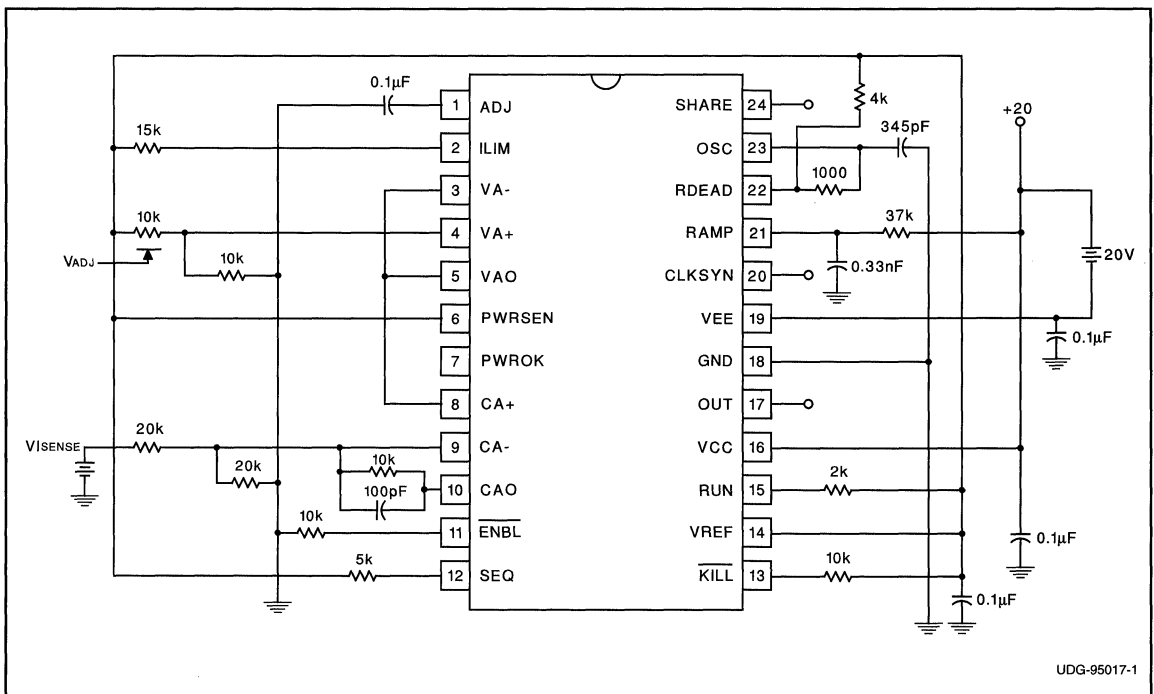 0.1µF
1 ADJ
SHARE 24
4k
+20
15k
2 ILIM
OSC 23
345pF
3 VA-
RDEAD 22
1000
10k
4 VA+
RAMP 21
37k
VADJ
10k
5 VAO
CLKSYN 20
0.33nF
20V
6 PWRSEN
VEE 19
0.1µF
7 PWROK
GND 18
8 CA+
OUT 17
VISENSE
20k
9 CA-
VCC 16
20k
10k
100pF
10 CAO
RUN 15
2k
10k
11 ENBL
VREF 14
0.1µF
5k
12 SEQ
KILL 13
10k
0.1µF
UDG-95017-1